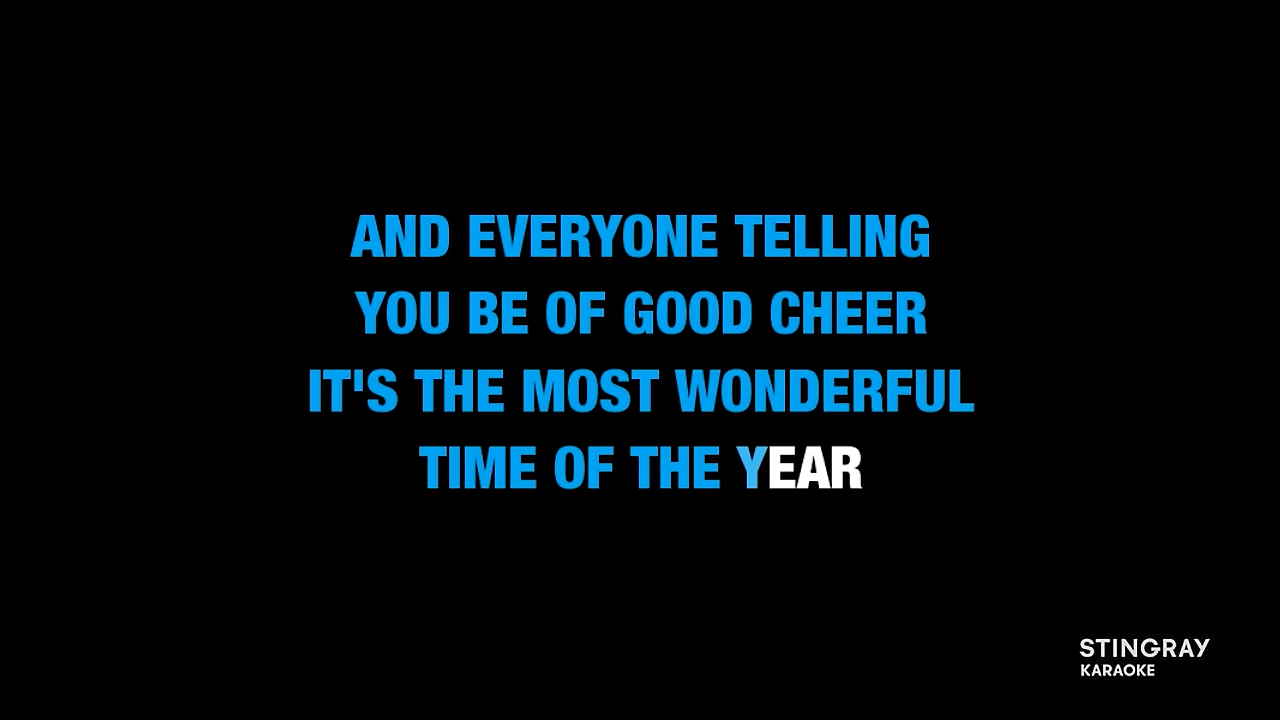 AND EVERYONE TELLING
YOU BE OF GOOD CHEER
IT'S THE MOST WONDERFUL
TIME OF THE YEAR
STINGRAY
KARAOKE